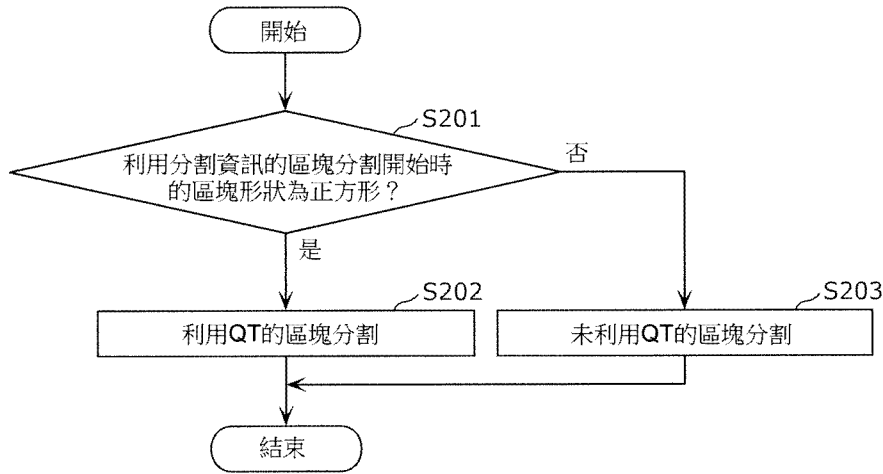 開始
S201
利用分割資訊的區塊分割開始時
的區塊形狀為正方形？
否
是
S202
利用QT的區塊分割
S203
未利用QT的區塊分割
結束